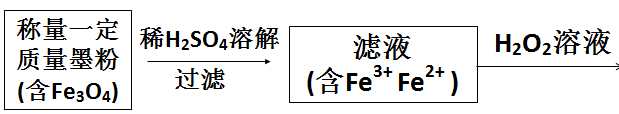 称量一定
质量墨粉
(含Fe3O4)
稀H2SO4溶解
过滤
滤液
(含Fe3+ Fe2+ )
H2O2溶液